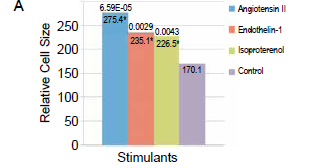 A
6.59E-05
Angiotensin II
275.4*
250
0.0029
0.0043
Endothelin-1
235.1*
226.5*
200
Isoproterenol
170.1
Control
150
100
50
0
Relative Cell Size
Stimulants